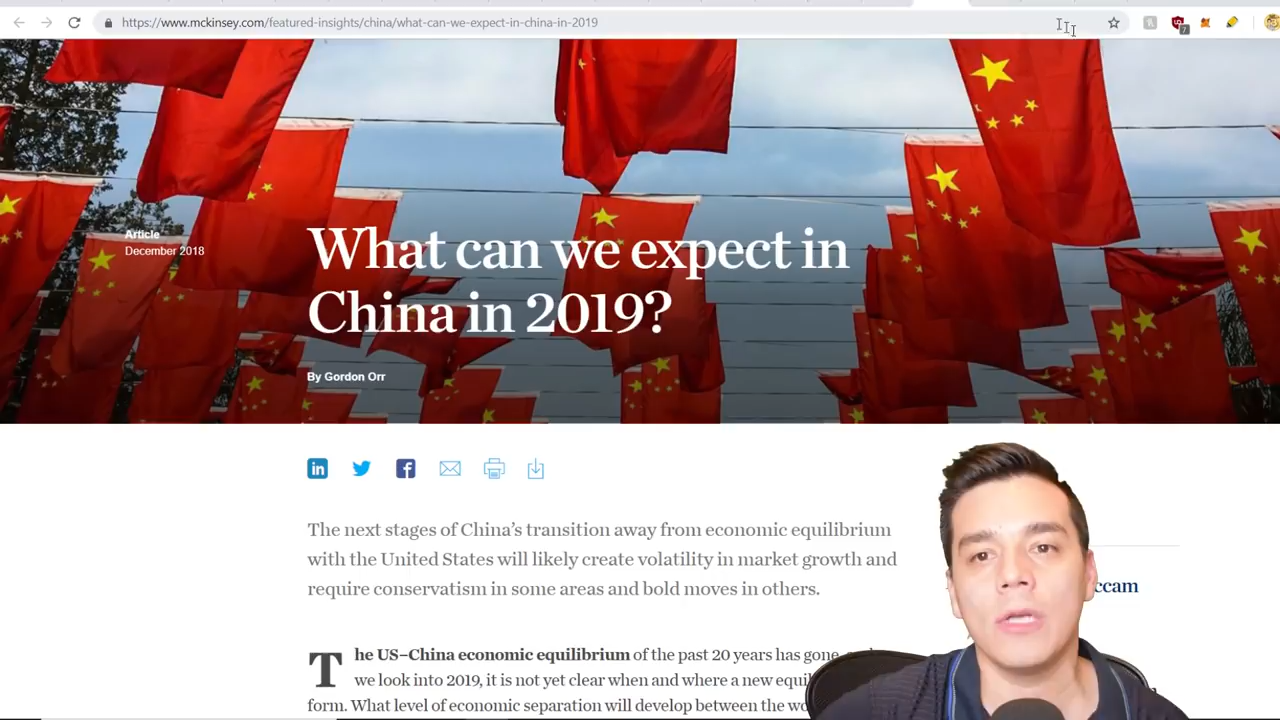 https://www.mckinsey.com/featured-insights/china/what-can-we-expect-in-china-in-2019
7
Article
December 2018
What can we expect in
China in 2019?
By Gordon Orr
in
The next stages of China's transition away from economic equilibrium
with the United States will likely create volatility in market growth and
require conservatism in some areas and bold moves in others.
ccam
The US–China economic equilibrium of the past 20 years has gone,
we look into 2019, it is not yet clear when and where a new equil
form. What level of economic separation will develop between the wo